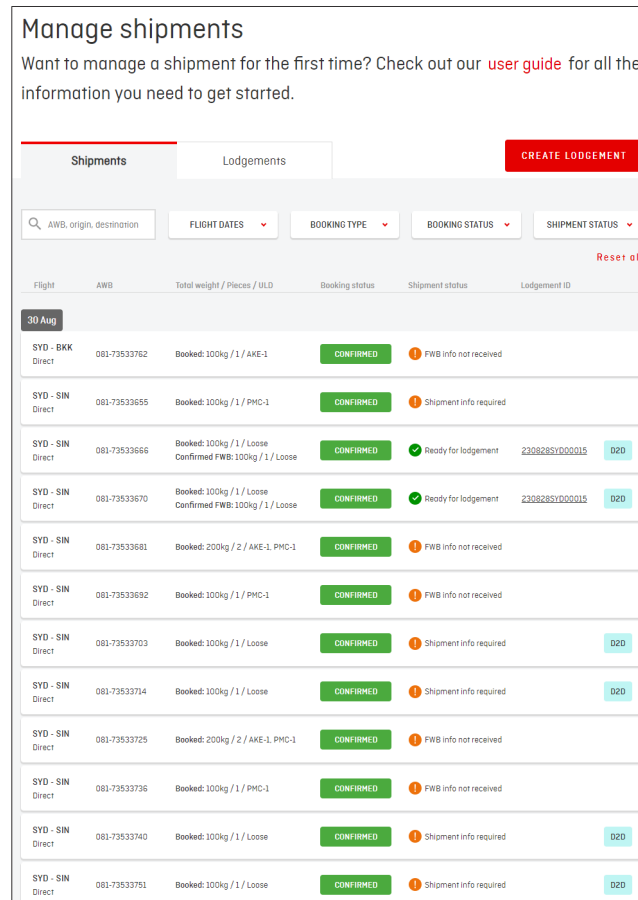 Manage shipments
Want to manage a shipment for the first time? Check out our user guide for all the
information you need to get started.
Shipments Lodgements CREATE LODGEMENT
AWB, origin, destination FLIGHT DATES BOOKING TYPE BOOKING STATUS SHIPMENT STATUS
Reset al
Flight AWB Total weight / Pieces / ULD Booking status Shipment status Lodgement ID
30 Aug
SYD - BKK
Direct 081-73533762 Booked: 100kg / 1 / AKE-1 CONFIRMED FWB info not received
SYD - SIN
Direct 081-73533655 Booked: 100kg / 1 / PMC-1 CONFIRMED Shipment info required
SYD - SIN
Direct 081-73533666 Booked: 100kg / 1 / Loose
Confirmed FWB: 100kg / 1 / Loose CONFIRMED Ready for lodgement 230828SYD00015 D2D
SYD - SIN
Direct 081-73533670 Booked: 100kg / 1 / Loose
Confirmed FWB: 100kg / 1 / Loose CONFIRMED Ready for lodgement 230828SYD00015 D2D
SYD - SIN
Direct 081-73533681 Booked: 200kg / 2 / AKE-1, PMC-1 CONFIRMED FWB info not received
SYD - SIN
Direct 081-73533692 Booked: 100kg / 1 / PMC-1 CONFIRMED FWB info not received
SYD - SIN
Direct 081-73533703 Booked: 100kg / 1 / Loose CONFIRMED Shipment info required D2D
SYD - SIN
Direct 081-73533714 Booked: 100kg / 1 / Loose CONFIRMED Shipment info required D2D
SYD - SIN
Direct 081-73533725 Booked: 200kg / 2 / AKE-1, PMC-1 CONFIRMED FWB info not received
SYD - SIN
Direct 081-73533736 Booked: 100kg / 1 / PMC-1 CONFIRMED FWB info not received
SYD - SIN
Direct 081-73533740 Booked: 100kg / 1 / Loose CONFIRMED Shipment info required D2D
SYD - SIN
Direct 081-73533751 Booked: 100kg / 1 / Loose CONFIRMED Shipment info required D2D